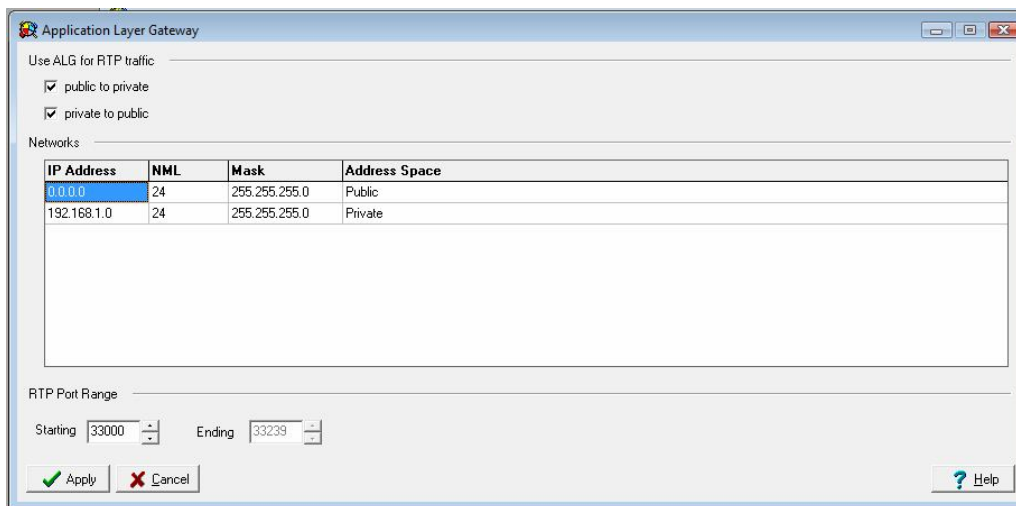 Application Layer Gateway
Use ALG for RTP traffic
public to private
private to public
Networks
IP Address NML Mask Address Space
0.0.0.0 24 255.255.255.0 Public
192.168.1.0 24 255.255.255.0 Private
RTP Port Range
Starting 33000 Ending 33239
Apply Cancel Help